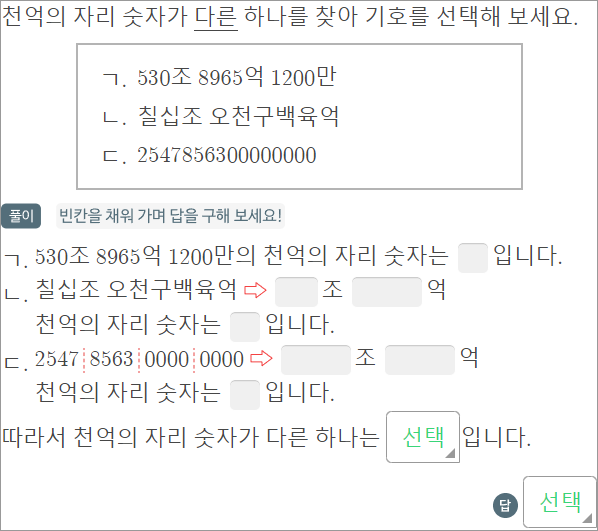 천억의 자리 숫자가 다른 하나를 찾아 기호를 선택해 보세요.
ㄱ. 530조 8965억 1200만
ㄴ. 칠십조 오천구백육억
ㄷ. 2547856300000000
풀이 빈칸을 채워 가며 답을 구해 보세요!
ㄱ. 530조 8965억 1200만의 천억의 자리 숫자는 입니다.
ㄴ. 칠십조 오천구백육억 ⇨ 조 억
천억의 자리 숫자는 입니다.
ㄷ. 2547 8563 0000 0000 ⇨ 조 억
천억의 자리 숫자는 입니다.
따라서 천억의 자리 숫자가 다른 하나는 선택 입니다.
답 선택